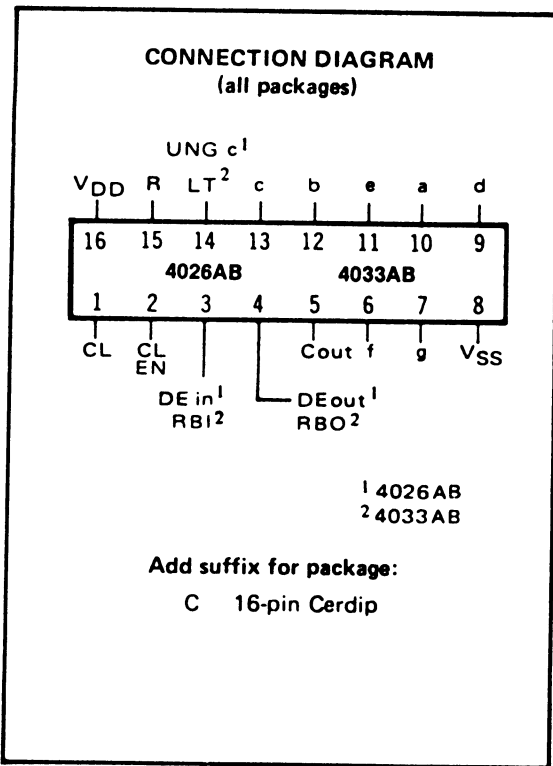 CONNECTION DIAGRAM
(all packages)
UNG c¹
VDD R LT² c b e a d
16 15 14 13 12 11 10 9
4026AB 4033AB
1 2 3 4 5 6 7 8
CL CL Cout f g VSS
EN
DE in¹ DEout¹
RBI² RBO²
¹ 4026AB
² 4033AB
Add suffix for package:
C 16-pin Cerdip